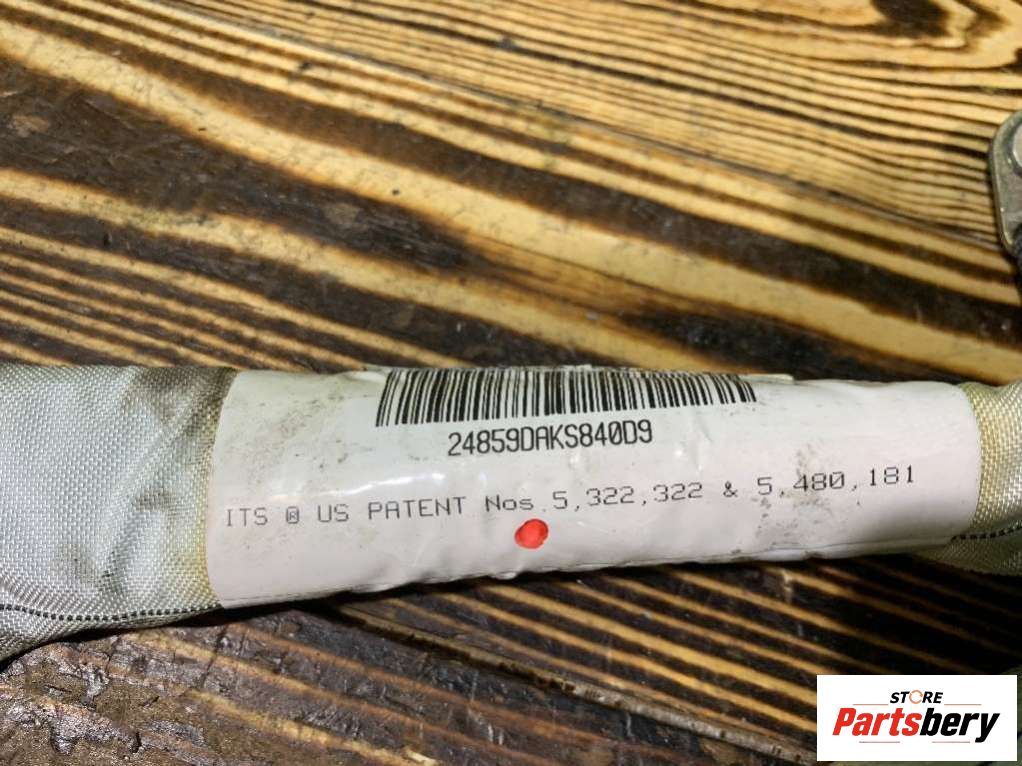 24859DAKS840D9
ITS ® US PATENT Nos. 5,322,322 & 5,480,181
STORE
Partsbery